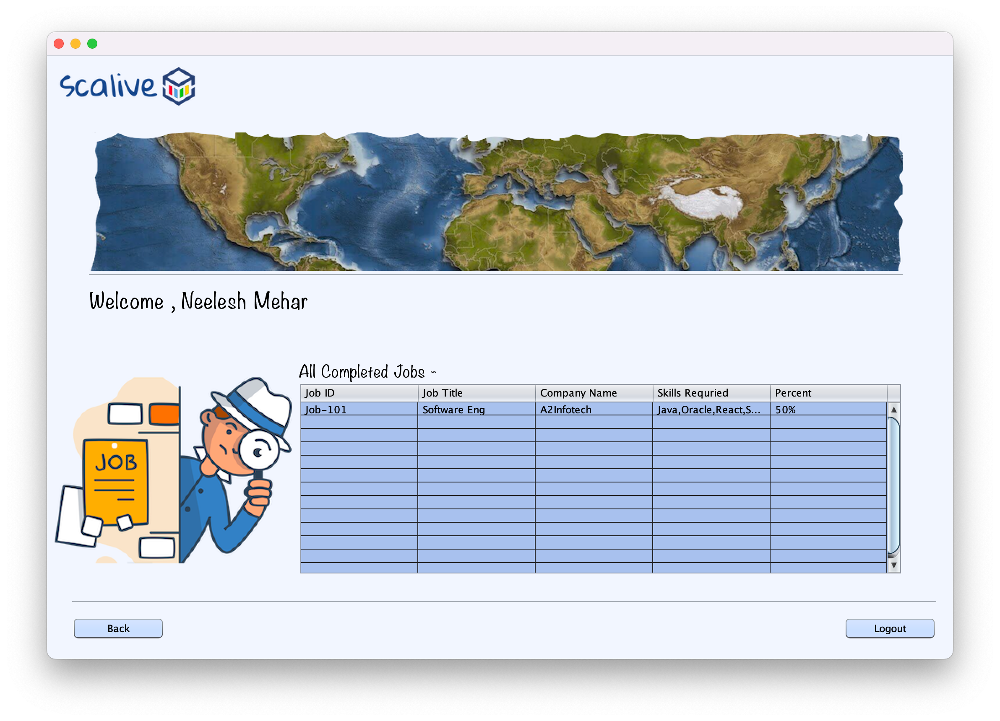 scalive
Welcome , Neelesh Mehar
All Completed Jobs -
Job ID Job Title Company Name Skills Requried Percent
Job-101 Software Eng A2Infotech Java,Oracle,React,S... 50%
JOB
Back Logout